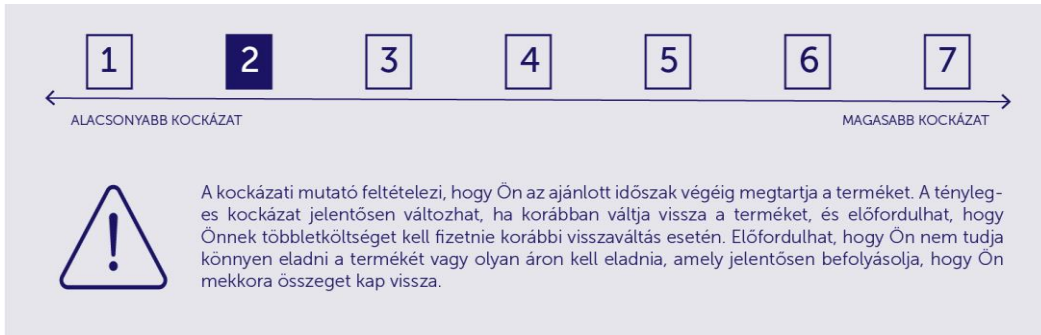 1 2 3 4 5 6 7
ALACSONYABB KOCKÁZAT MAGASABB KOCKÁZAT
A kockázati mutató feltételezi, hogy Ön az ajánlott időszak végéig megtartja a terméket. A tényleg-
es kockázat jelentősen változhat, ha korábban váltja vissza a terméket, és előfordulhat, hogy
Önnek többletköltséget kell fizetnie korábbi visszaváltás esetén. Előfordulhat, hogy Ön nem tudja
könnyen eladni a termékét vagy olyan áron kell eladnia, amely jelentősen befolyásolja, hogy Ön
mekkora összeget kap vissza.